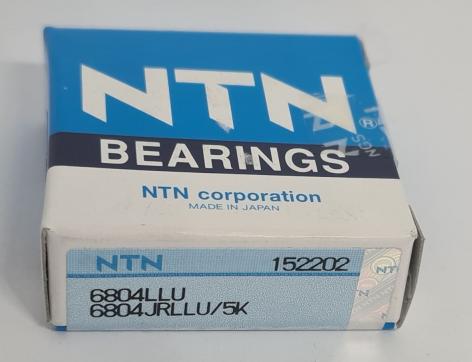 NTN®
BEARINGS
NTN corporation
MADE IN JAPAN
NTN 152202
6804LLU
6804JRLLU/5K